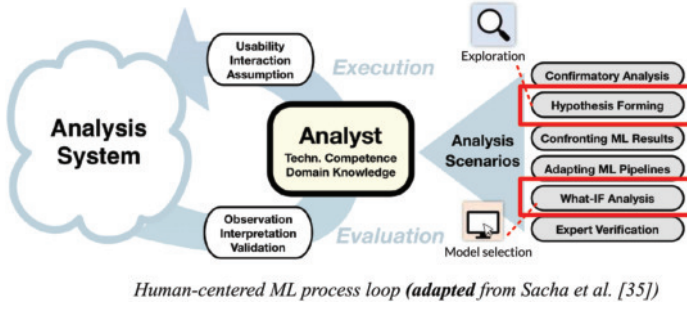 Usability
Interaction
Assumption
Execution
Exploration
Analysis
System
Analyst
Techn. Competence
Domain Knowledge
Analysis
Scenarios
Confirmatory Analysis
Hypothesis Forming
Confronting ML Results
Adapting ML Pipelines
What-IF Analysis
Expert Verification
Observation
Interpretation
Validation
Evaluation
Model selection
Human-centered ML process loop (adapted from Sacha et al. [35])